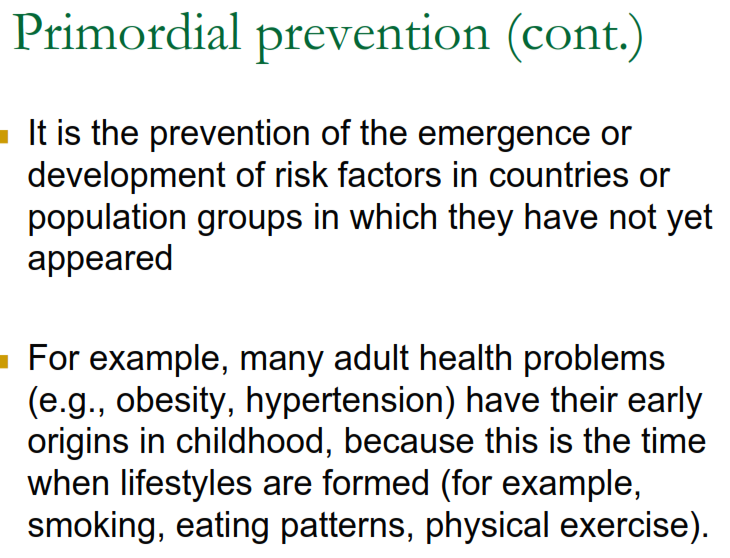 Primordial prevention (cont.)
It is the prevention of the emergence or
development of risk factors in countries or
population groups in which they have not yet
appeared
For example, many adult health problems
(e.g., obesity, hypertension) have their early
origins in childhood, because this is the time
when lifestyles are formed (for example,
smoking, eating patterns, physical exercise).